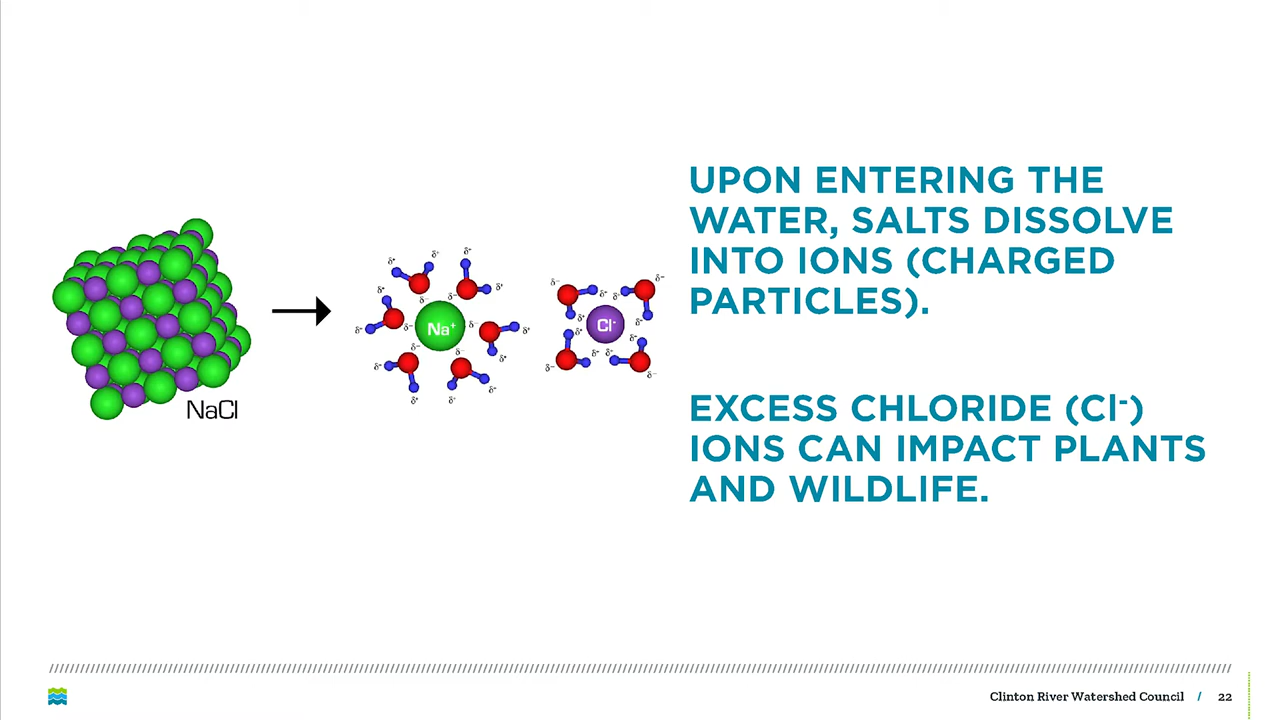 UPON ENTERING THE
WATER, SALTS DISSOLVE
INTO IONS (CHARGED
PARTICLES).
EXCESS CHLORIDE (Cl⁻)
IONS CAN IMPACT PLANTS
AND WILDLIFE.
NaCl
Na⁺
Cl⁻
Clinton River Watershed Council / 22